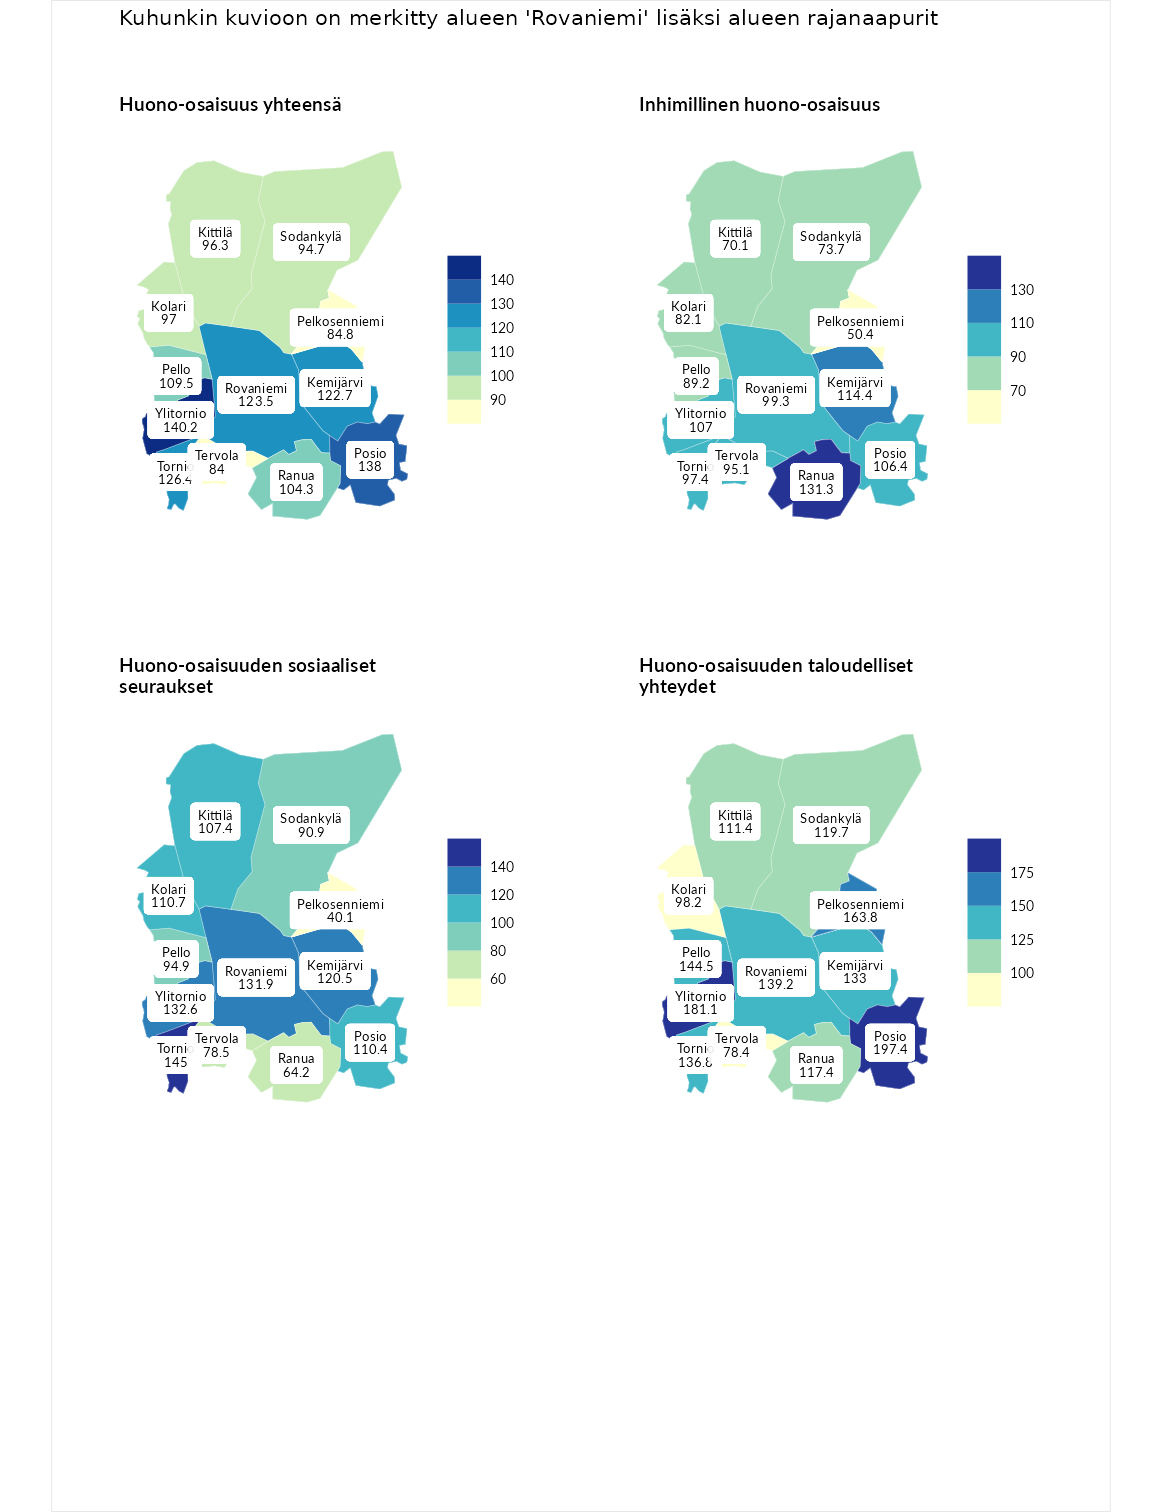 Kuhunkin kuvioon on merkitty alueen 'Rovaniemi' lisäksi alueen rajanaapurit
Huono-osaisuus yhteensä
Kittilä
96.3
Sodankylä
94.7
Kolari
97
Pelkosenniemi
84.8
Pello
109.5
Rovaniemi
123.5
Kemijärvi
122.7
Ylitornio
140.2
Tervola
84
Posio
138
126.4
Ranua
104.3
140
130
120
110
100
90
Inhimillinen huono-osaisuus
Kittilä
70.1
Sodankylä
73.7
Kolari
82.1
Pelkosenniemi
50.4
Pello
89.2
Rovaniemi
99.3
Kemijärvi
114.4
Ylitornio
107
Tervola
95.1
Posio
106.4
97.4
Ranua
131.3
130
110
90
70
Huono-osaisuuden sosiaaliset
seuraukset
Kittilä
107.4
Sodankylä
90.9
Kolari
110.7
Pelkosenniemi
40.1
Pello
94.9
Rovaniemi
131.9
Kemijärvi
120.5
Ylitornio
132.6
Tervola
78.5
Posio
110.4
145
Ranua
64.2
140
120
100
80
60
Huono-osaisuuden taloudelliset
yhteydet
Kittilä
111.4
Sodankylä
119.7
Kolari
98.2
Pelkosenniemi
163.8
Pello
144.5
Rovaniemi
139.2
Kemijärvi
133
Ylitornio
181.1
Tervola
78.4
Posio
197.4
136.8
Ranua
117.4
175
150
125
100